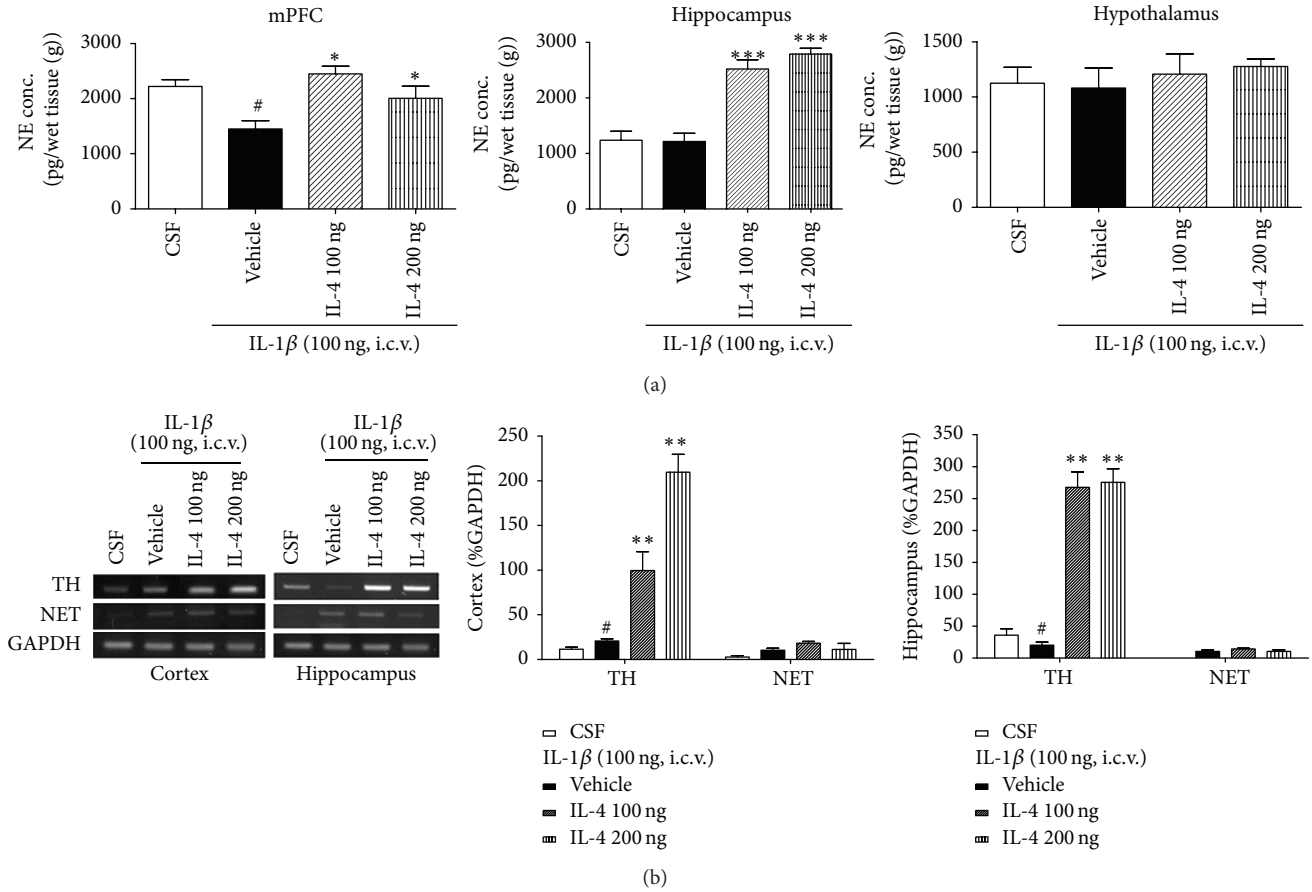 mPFC
NE conc.
(pg/wet tissue (g))
3000
2000
1000
0
#
*
*
CSF
Vehicle
IL-4 100 ng
IL-4 200 ng
IL-1β (100 ng, i.c.v.)
Hippocampus
NE conc.
(pg/wet tissue (g))
3000
2000
1000
0
***
***
CSF
Vehicle
IL-4 100 ng
IL-4 200 ng
IL-1β (100 ng, i.c.v.)
Hypothalamus
NE conc.
(pg/wet tissue (g))
1500
1000
500
0
CSF
Vehicle
IL-4 100 ng
IL-4 200 ng
IL-1β (100 ng, i.c.v.)
(a)
IL-1β
(100 ng, i.c.v.)
CSF
Vehicle
IL-4 100 ng
IL-4 200 ng
IL-1β
(100 ng, i.c.v.)
CSF
Vehicle
IL-4 100 ng
IL-4 200 ng
TH
NET
GAPDH
Cortex
Hippocampus
Cortex (%GAPDH)
250
200
150
100
50
0
#
**
**
TH
NET
CSF
IL-1β (100 ng, i.c.v.)
Vehicle
IL-4 100 ng
IL-4 200 ng
Hippocampus (%GAPDH)
350
300
250
200
150
100
50
0
#
**
**
TH
NET
CSF
IL-1β (100 ng, i.c.v.)
Vehicle
IL-4 100 ng
IL-4 200 ng
(b)